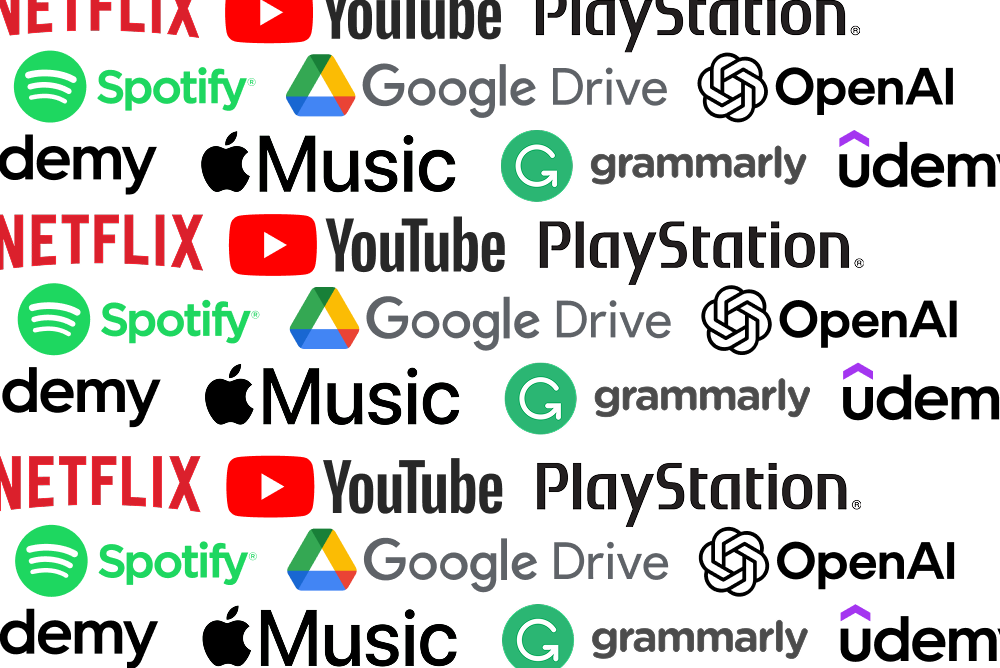 NETFLIX YouTube PlayStation®
Spotify® Google Drive OpenAI
demy Music grammarly udemy
NETFLIX YouTube PlayStation®
Spotify® Google Drive OpenAI
demy Music grammarly udem
NETFLIX YouTube PlayStation®
Spotify® Google Drive OpenAI
demy Music grammarly udemy